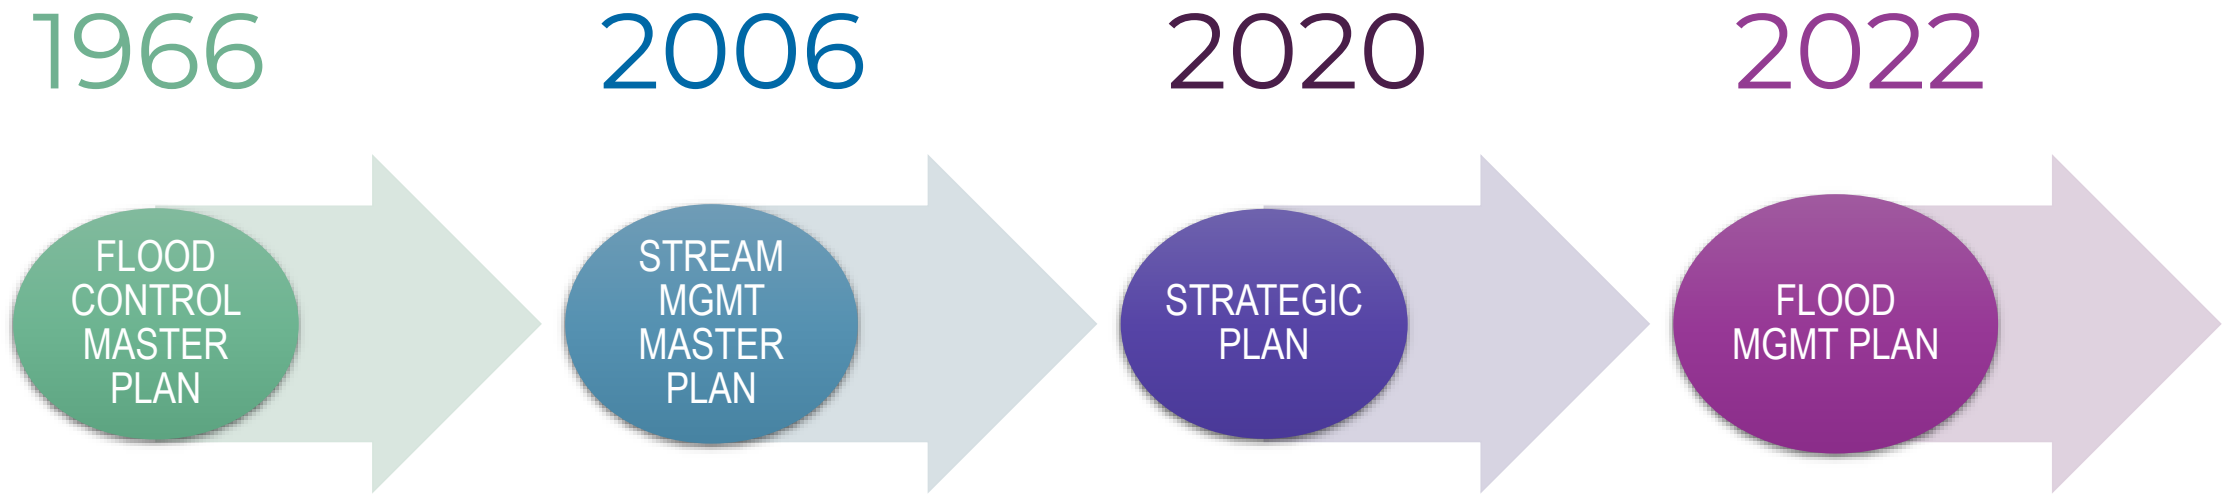 1966
2006
2020
2022
FLOOD
CONTROL
MASTER
PLAN
STREAM
MGMT
MASTER
PLAN
STRATEGIC
PLAN
FLOOD
MGMT PLAN